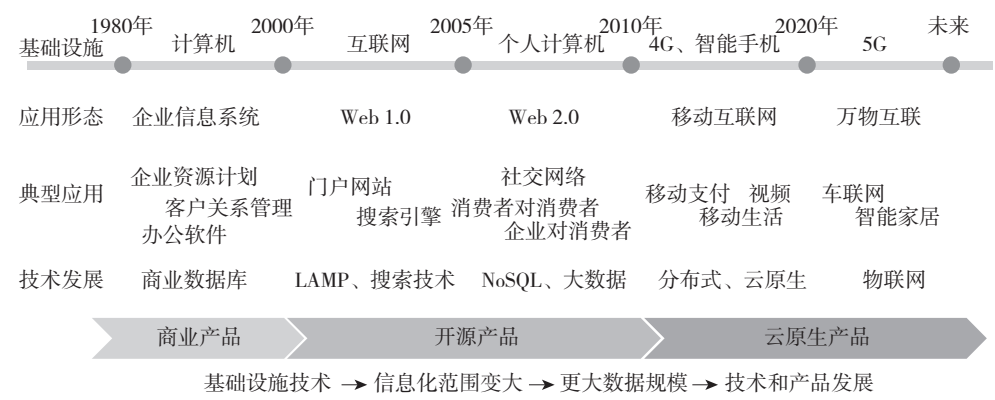 1980年 2000年 2005年 2010年 2020年 未来
基础设施 计算机 互联网 个人计算机 4G、智能手机 5G
应用形态 企业信息系统 Web 1.0 Web 2.0 移动互联网 万物互联
典型应用 企业资源计划 客户关系管理 办公软件 门户网站 搜索引擎 社交网络 消费者对消费者 企业对消费者 移动支付 视频 移动生活 车联网 智能家居
技术发展 商业数据库 LAMP、搜索技术 NoSQL、大数据 分布式、云原生 物联网
商业产品 开源产品 云原生产品
基础设施技术 → 信息化范围变大 → 更大数据规模 → 技术和产品发展